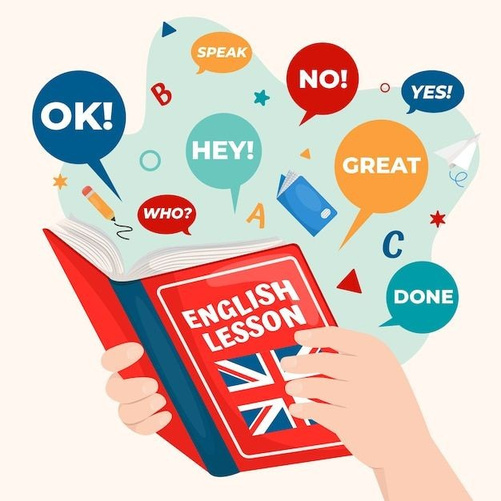 SPEAK
NO!
YES!
OK!
B
HEY!
GREAT
WHO?
A
C
DONE
ENGLISH
LESSON